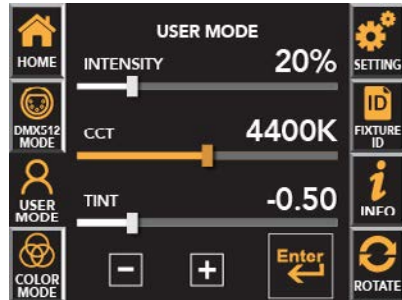 USER MODE
HOME
INTENSITY 20%
SETTING
DMX512
MODE
CCT 4400K
ID
FIXTURE
ID
USER
MODE
TINT -0.50
i
INFO
COLOR
MODE
- +
Enter
ROTATE